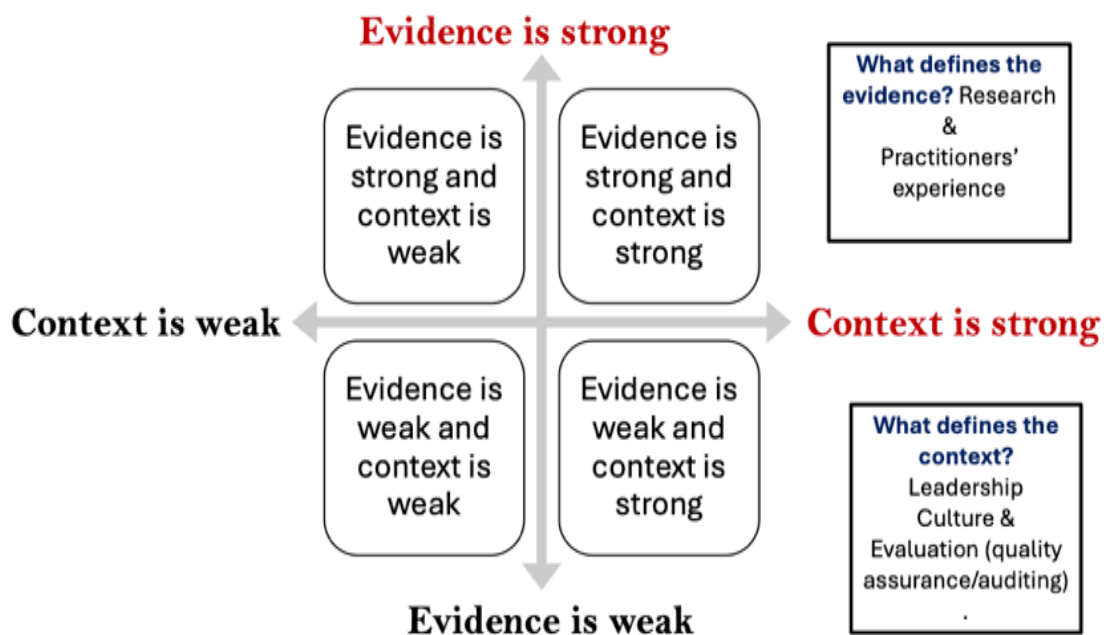 Evidence is strong
What defines the
evidence? Research
&
Practitioners’
experience
Evidence is
strong and
context is
weak
Evidence is
strong and
context is
strong
Context is weak
Context is strong
Evidence is
weak and
context is
weak
Evidence is
weak and
context is
strong
What defines the
context?
Leadership
Culture &
Evaluation (quality
assurance/auditing)
.
Evidence is weak